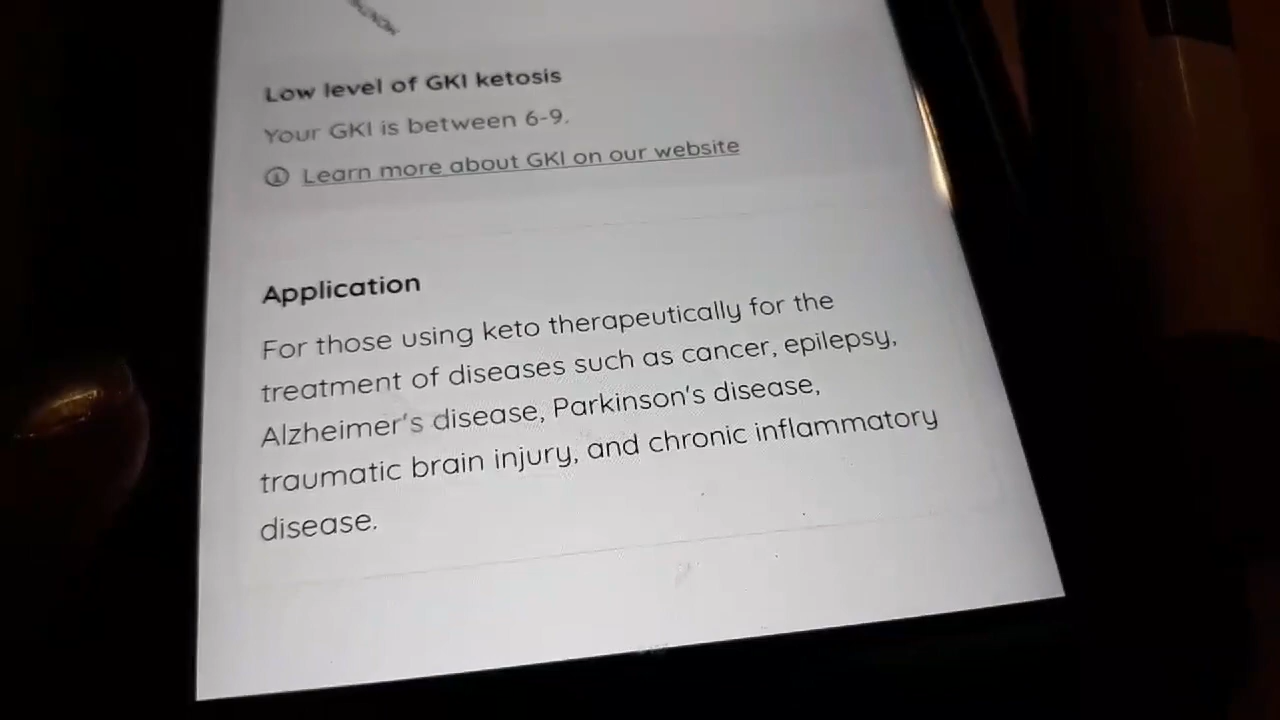 Low level of GKI ketosis
Your GKI is between 6-9.
Learn more about GKI on our website
Application
For those using keto therapeutically for the
treatment of diseases such as cancer, epilepsy,
Alzheimer's disease, Parkinson's disease,
traumatic brain injury, and chronic inflammatory
disease.